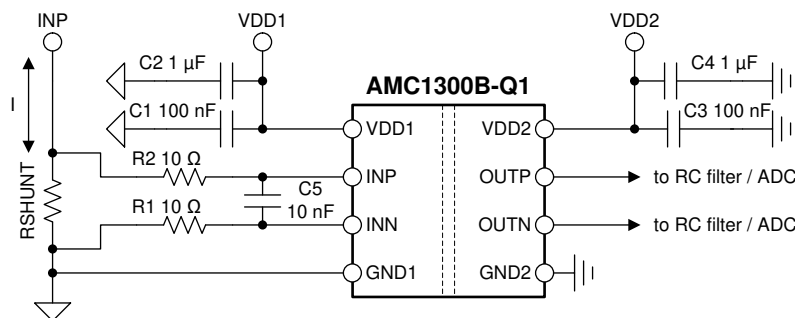 INP
VDD1
VDD2
C2 1 µF
C4 1 µF
AMC1300B-Q1
I
C1 100 nF
C3 100 nF
VDD1
VDD2
R2 10 Ω
INP
OUTP
to RC filter / ADC
C5
10 nF
RSHUNT
R1 10 Ω
INN
OUTN
to RC filter / ADC
GND1
GND2